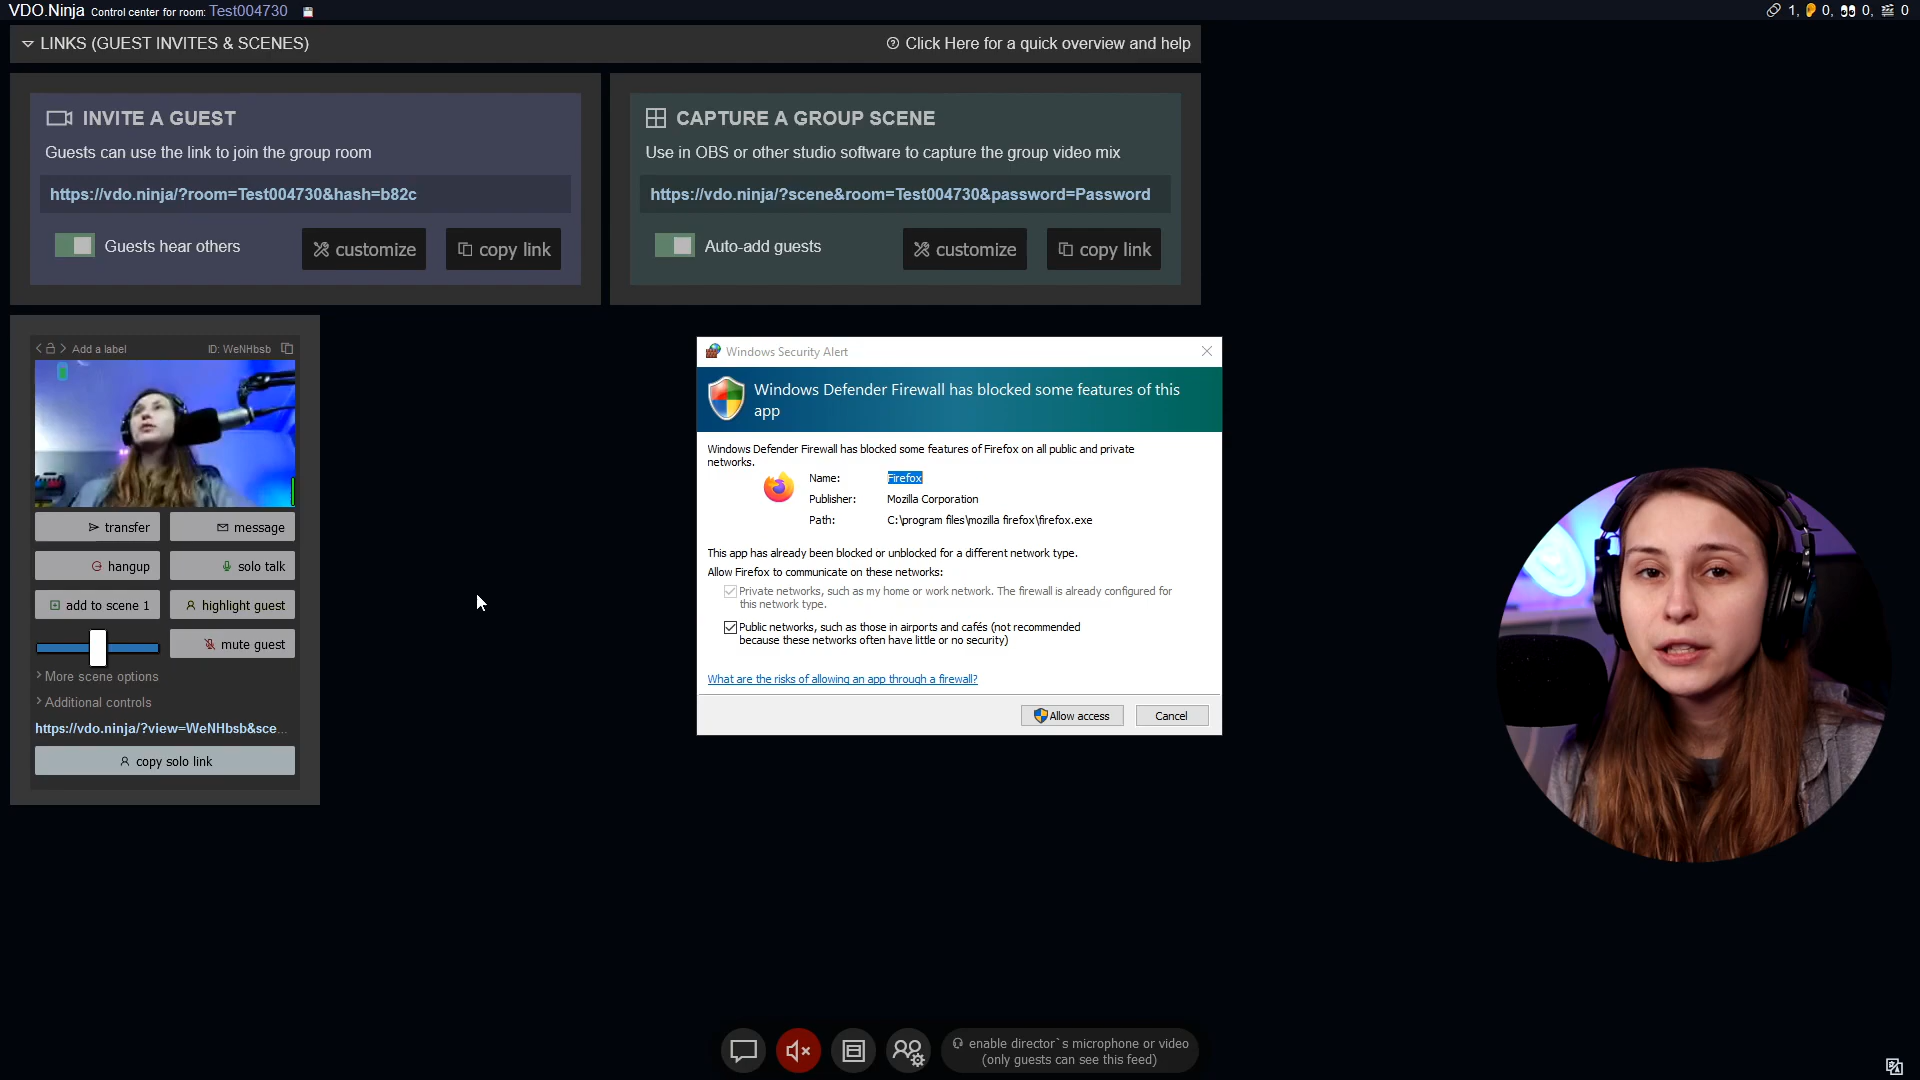 VDO.Ninja Control center for room: Test004730
1, 0, 0, 0
LINKS (GUEST INVITES & SCENES)
Click Here for a quick overview and help
INVITE A GUEST
Guests can use the link to join the group room
https://vdo.ninja/?room=Test004730&hash=b82c
Guests hear others
customize
copy link
CAPTURE A GROUP SCENE
Use in OBS or other studio software to capture the group video mix
https://vdo.ninja/?scene&room=Test004730&password=Password
Auto-add guests
customize
copy link
Add a label
ID: WeNHbsb
transfer
message
hangup
solo talk
add to scene 1
highlight guest
mute guest
More scene options
Additional controls
https://vdo.ninja/?view=WeNHbsb&sce...
copy solo link
Windows Security Alert
Windows Defender Firewall has blocked some features of this
app
Windows Defender Firewall has blocked some features of Firefox on all public and private
networks.
Name: Firefox
Publisher: Mozilla Corporation
Path: C:\program files\mozilla firefox\firefox.exe
This app has already been blocked or unblocked for a different network type.
Allow Firefox to communicate on these networks:
Private networks, such as my home or work network. The firewall is already configured for
this network type.
Public networks, such as those in airports and cafés (not recommended
because these networks often have little or no security)
What are the risks of allowing an app through a firewall?
Allow access
Cancel
enable director`s microphone or video
(only guests can see this feed)